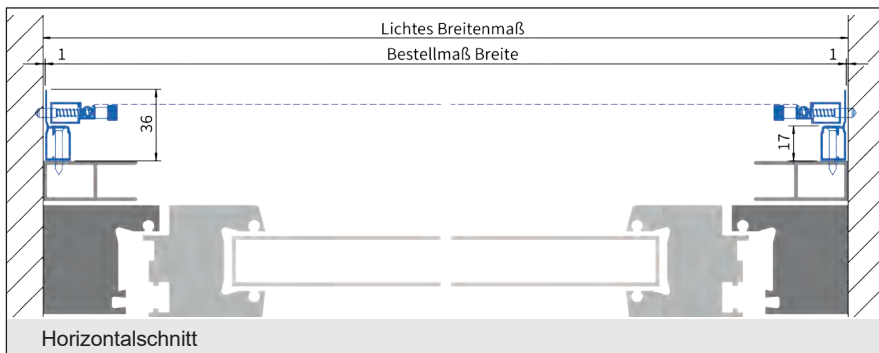 Lichtes Breitenmaß
1 Bestellmaß Breite 1
36
17
Horizontalschnitt